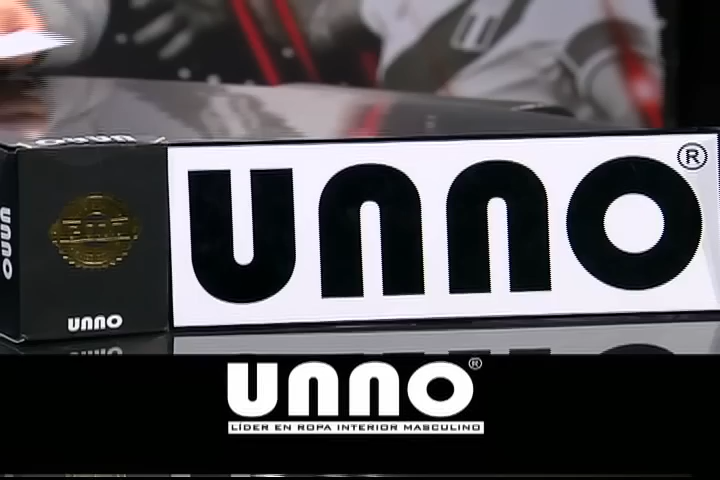 UNNO
UNNO®
UNNO
UNNO
UNNO®
LÍDER EN ROPA INTERIOR MASCULINO